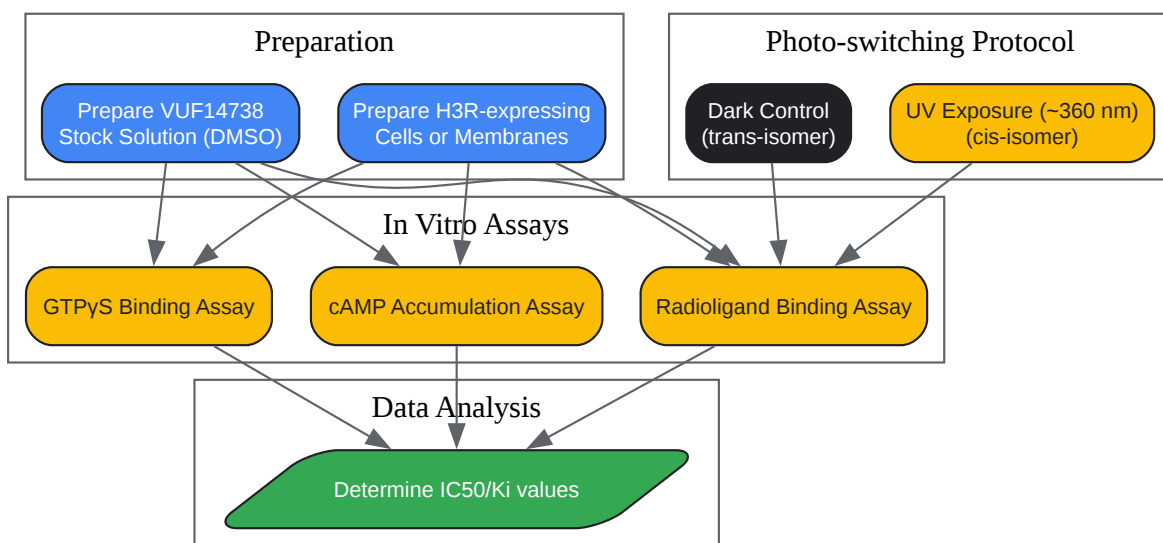 Preparation
Photo-switching Protocol
Prepare VUF14738
Stock Solution (DMSO)
Prepare H3R-expressing
Cells or Membranes
Dark Control
(trans-isomer)
UV Exposure (~360 nm)
(cis-isomer)
In Vitro Assays
GTPγS Binding Assay
cAMP Accumulation Assay
Radioligand Binding Assay
Data Analysis
Determine IC50/Ki values